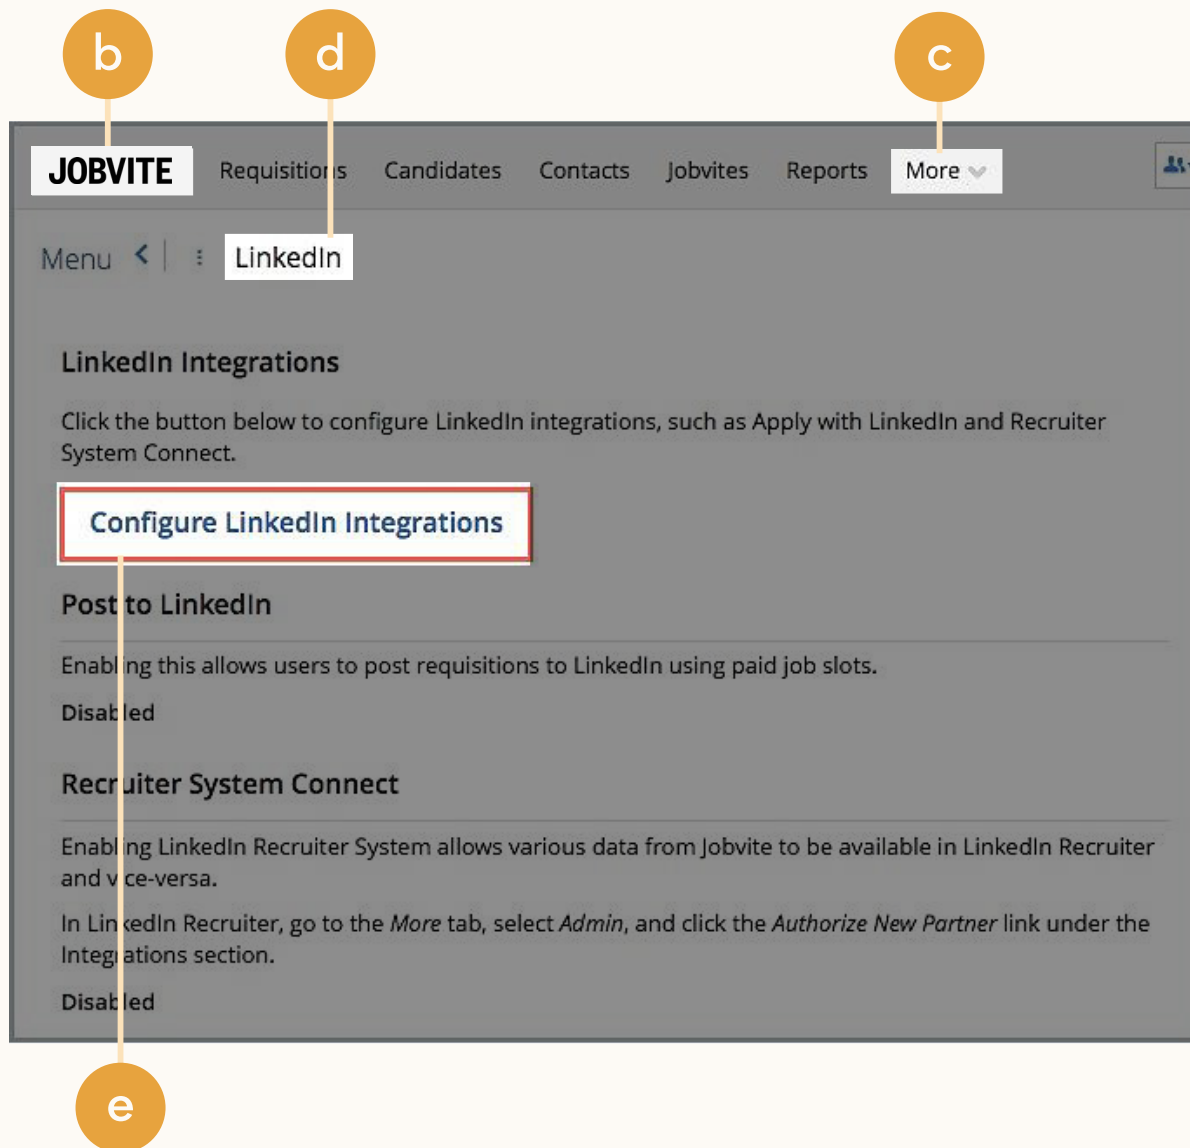 b
d
c
JOBVITE Requisitions Candidates Contacts Jobvites Reports More
Menu LinkedIn
LinkedIn Integrations
Click the button below to configure LinkedIn integrations, such as Apply with LinkedIn and Recruiter
System Connect.
Configure LinkedIn Integrations
Post to LinkedIn
Enabling this allows users to post requisitions to LinkedIn using paid job slots.
Disabled
Recruiter System Connect
Enabling LinkedIn Recruiter System allows various data from Jobvite to be available in LinkedIn Recruiter
and vice-versa.
In LinkedIn Recruiter, go to the More tab, select Admin, and click the Authorize New Partner link under the
Integrations section.
Disabled
e